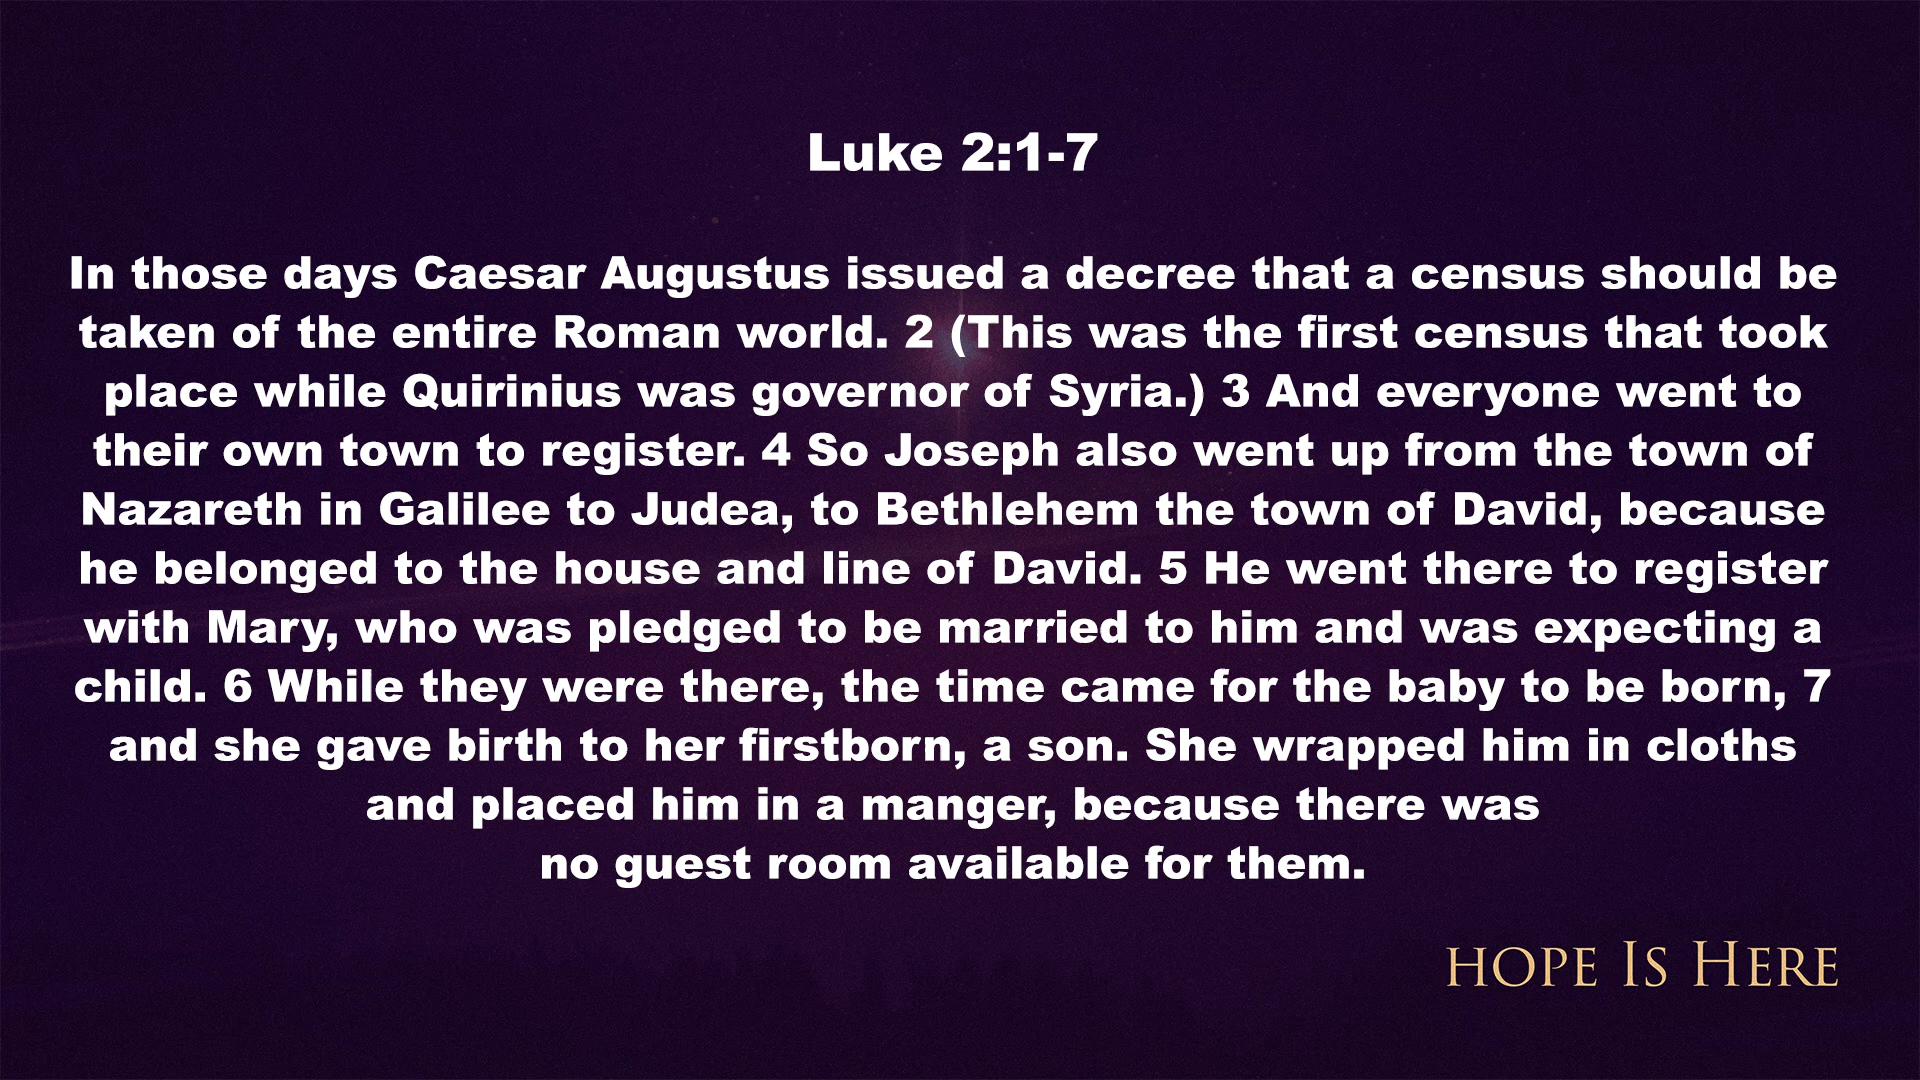 Luke 2:1-7
In those days Caesar Augustus issued a decree that a census should be
taken of the entire Roman world. 2 (This was the first census that took
place while Quirinius was governor of Syria.) 3 And everyone went to
their own town to register. 4 So Joseph also went up from the town of
Nazareth in Galilee to Judea, to Bethlehem the town of David, because
he belonged to the house and line of David. 5 He went there to register
with Mary, who was pledged to be married to him and was expecting a
child. 6 While they were there, the time came for the baby to be born, 7
and she gave birth to her firstborn, a son. She wrapped him in cloths
and placed him in a manger, because there was
no guest room available for them.
HOPE IS HERE